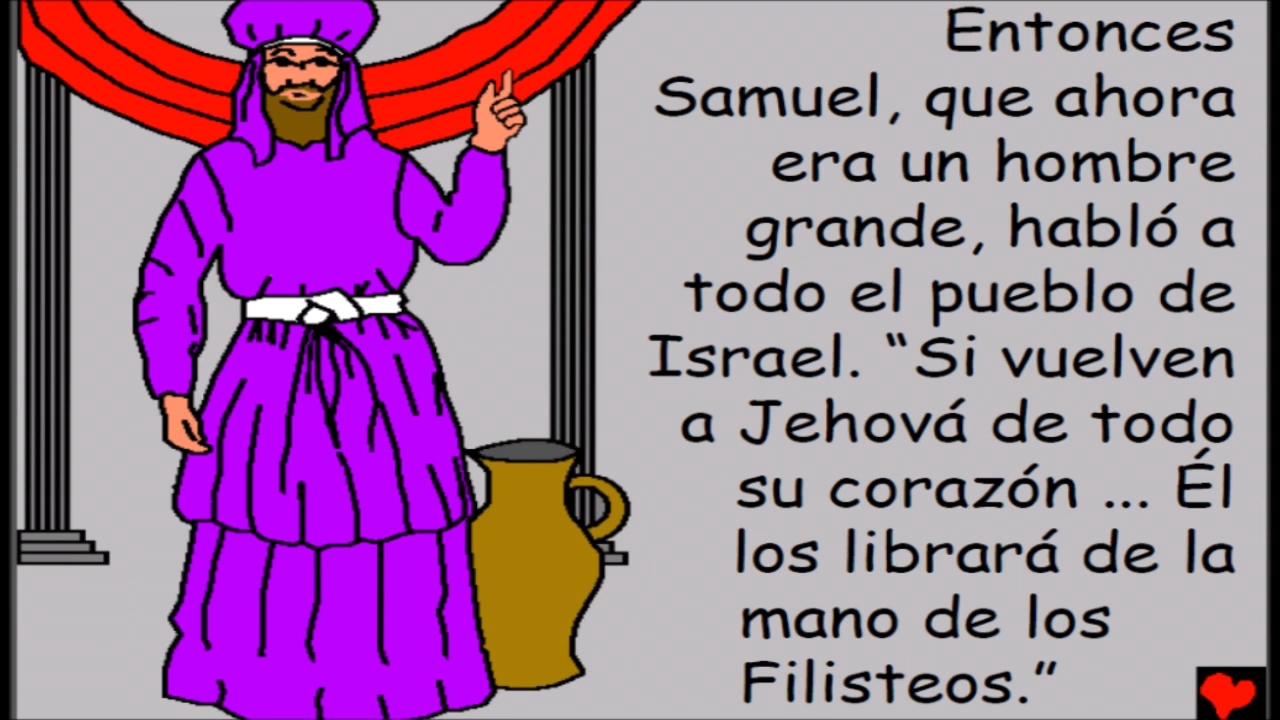 Entonces
Samuel, que ahora
era un hombre
grande, habló a
todo el pueblo de
Israel. “Si vuelven
a Jehová de todo
su corazón ... Él
los librará de la
mano de los
Filisteos.”